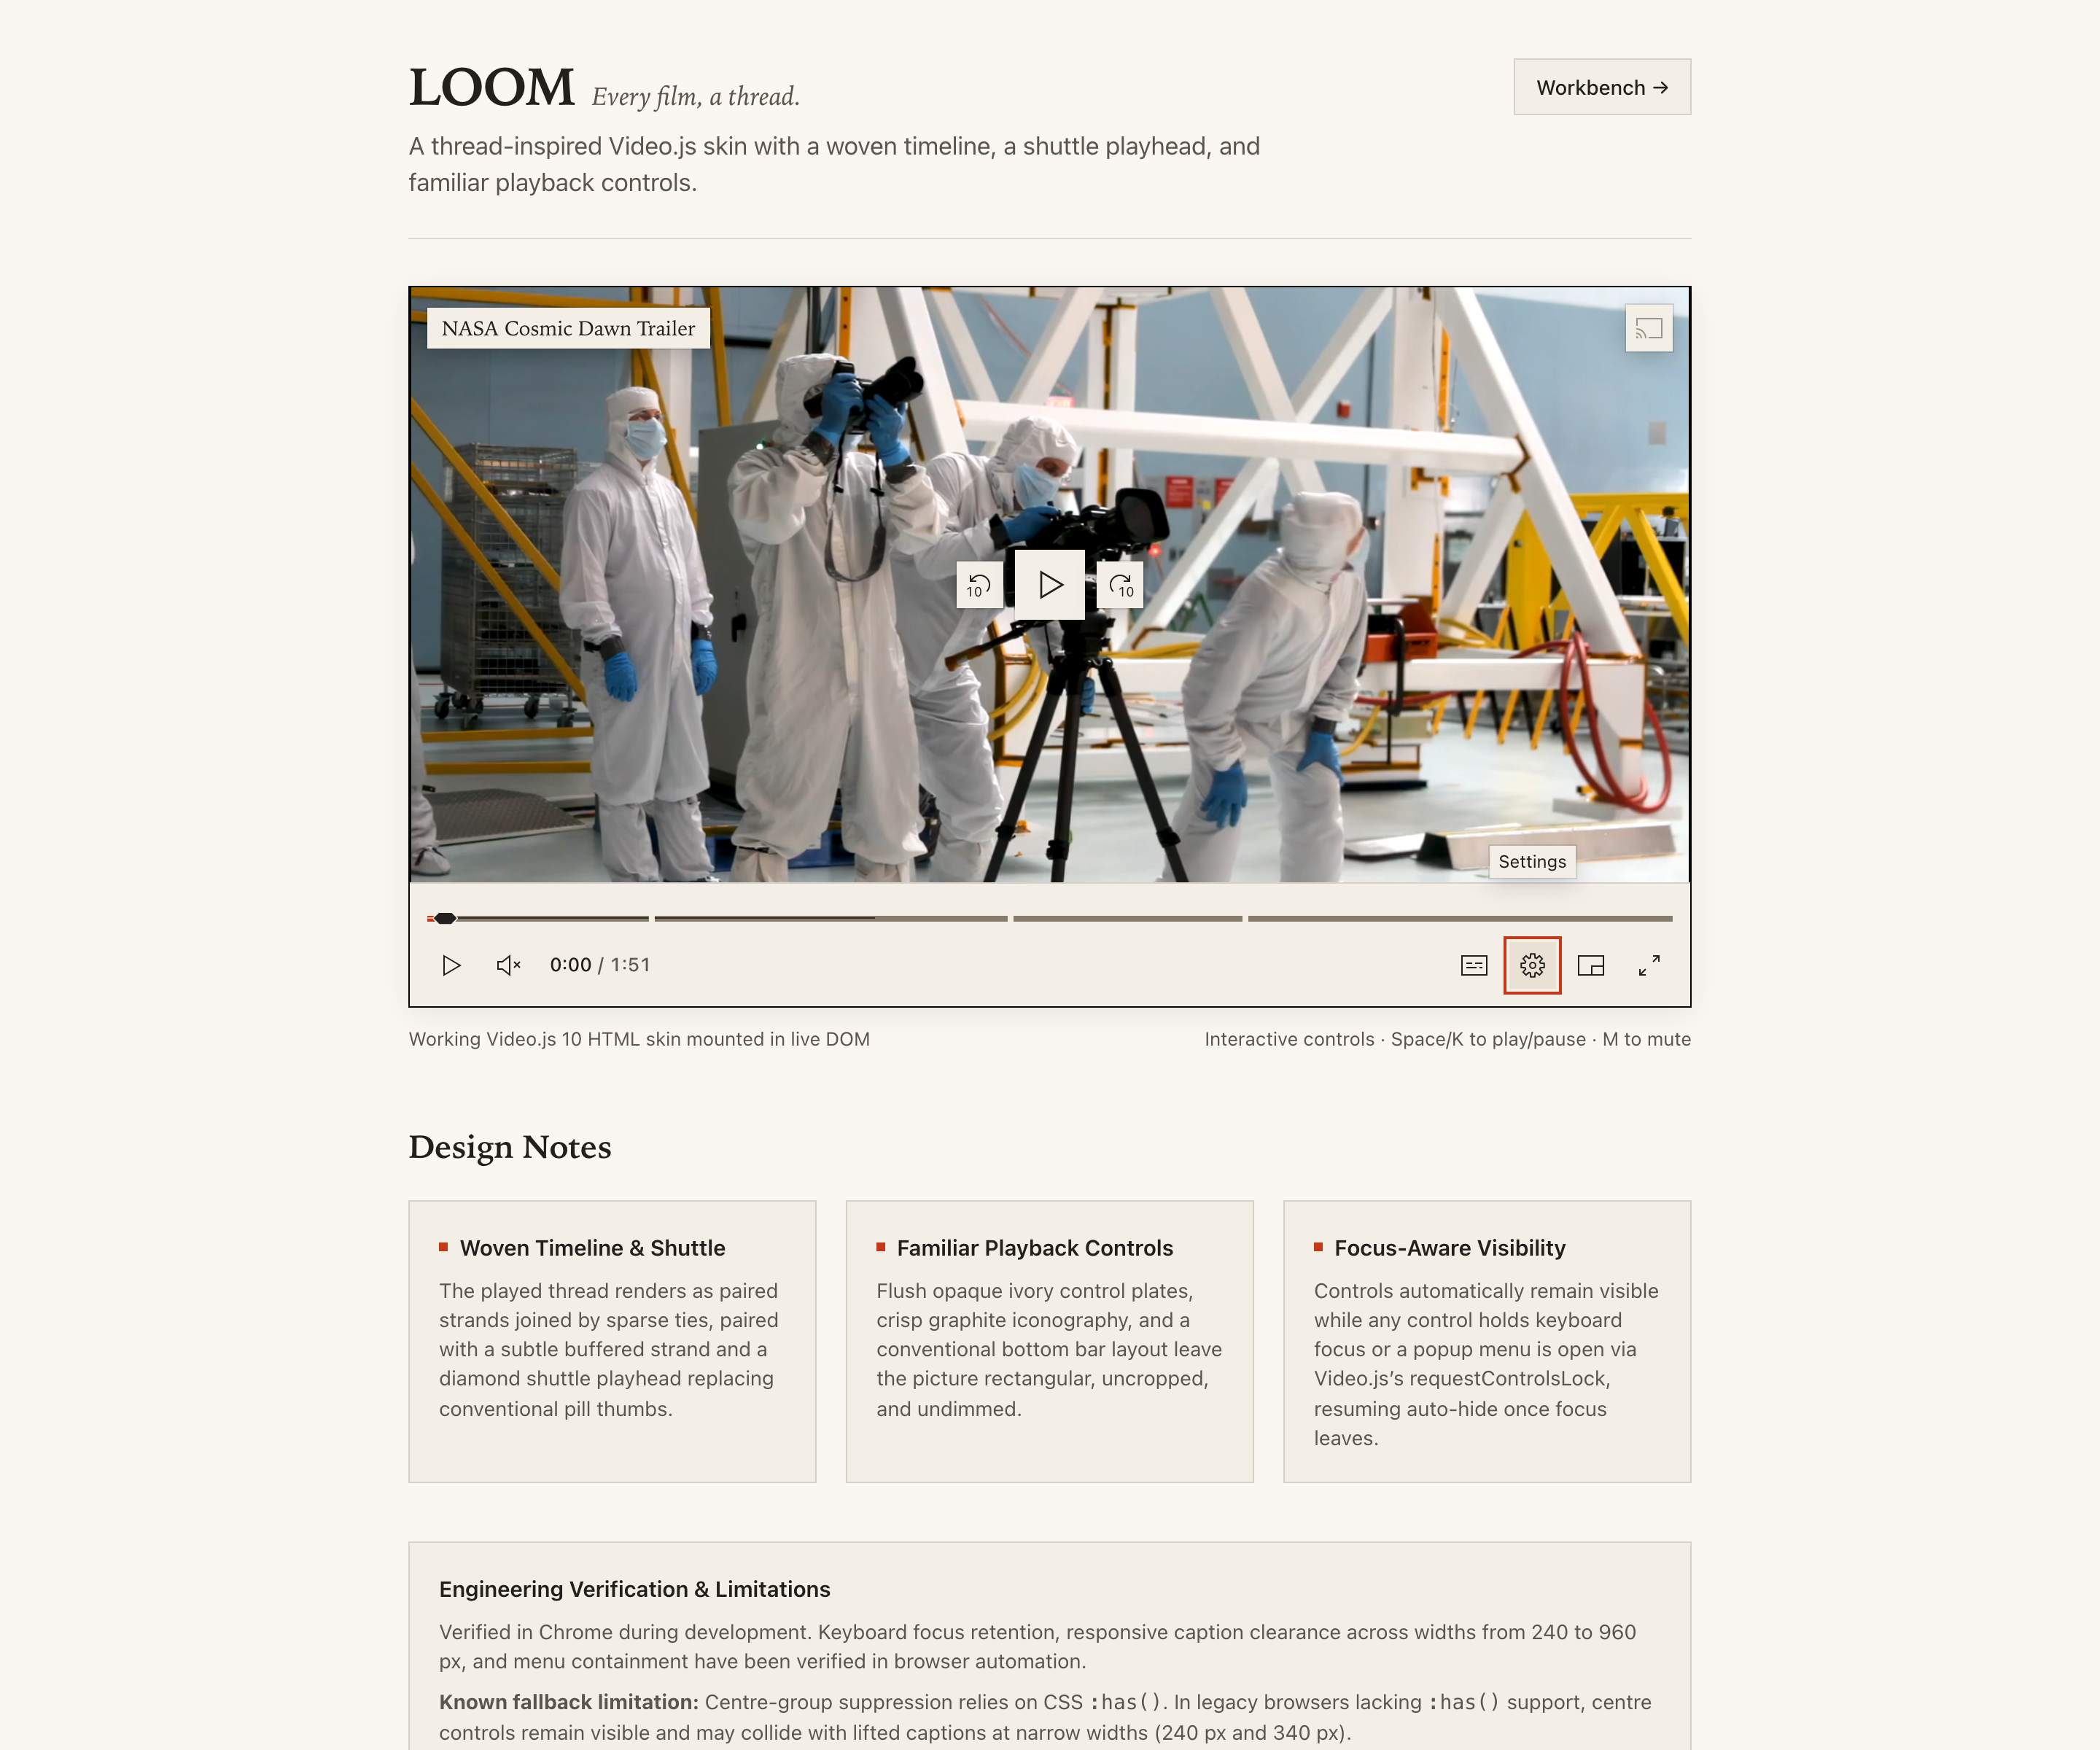 LOOM Every film, a thread.
Workbench →
A thread-inspired Video.js skin with a woven timeline, a shuttle playhead, and
familiar playback controls.
NASA Cosmic Dawn Trailer
10
10
Settings
0:00 / 1:51
Working Video.js 10 HTML skin mounted in live DOM
Interactive controls · Space/K to play/pause · M to mute
Design Notes
Woven Timeline & Shuttle
The played thread renders as paired
strands joined by sparse ties, paired
with a subtle buffered strand and a
diamond shuttle playhead replacing
conventional pill thumbs.
Familiar Playback Controls
Flush opaque ivory control plates,
crisp graphite iconography, and a
conventional bottom bar layout leave
the picture rectangular, uncropped,
and undimmed.
Focus-Aware Visibility
Controls automatically remain visible
while any control holds keyboard
focus or a popup menu is open via
Video.js’s requestControlsLock,
resuming auto-hide once focus
leaves.
Engineering Verification & Limitations
Verified in Chrome during development. Keyboard focus retention, responsive caption clearance across widths from 240 to 960
px, and menu containment have been verified in browser automation.
Known fallback limitation: Centre-group suppression relies on CSS :has(). In legacy browsers lacking :has() support, centre
controls remain visible and may collide with lifted captions at narrow widths (240 px and 340 px).